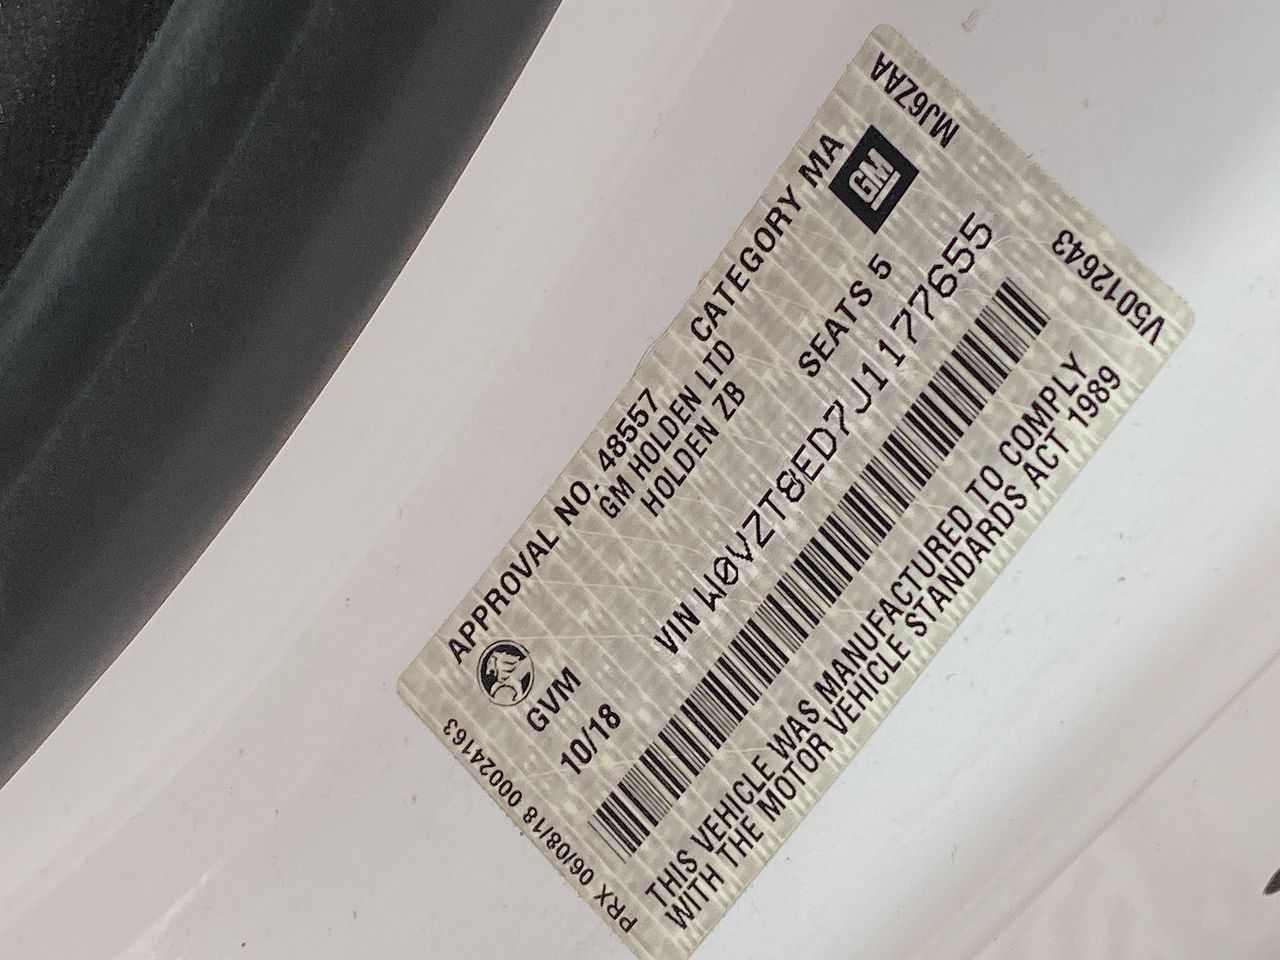 APPROVAL NO. 48557 CATEGORY MA
GM HOLDEN LTD
HOLDEN ZB
GM
GVM
SEATS 5
10/18
VIN W0VZT8ED7J1177655
THIS VEHICLE WAS MANUFACTURED TO COMPLY
WITH THE MOTOR VEHICLE STANDARDS ACT 1989
PRX 06/08/18 00024163
MJ6ZAA
V5012643